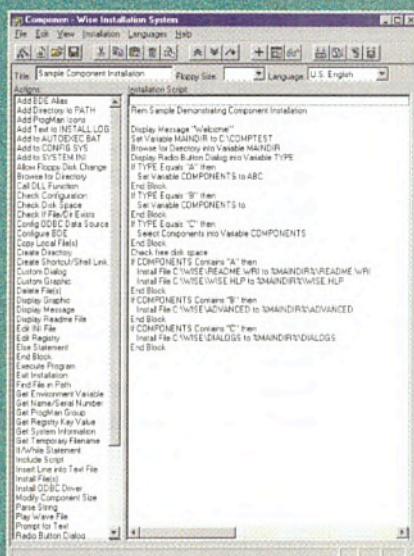 Componen - Wise Installation System
File Edit View Installation Languages Help
Title: Sample Component Installation Floppy Size: Language: U.S. English
Actions Installation Script
Add BDE Alias
Add Directory to PATH
Add ProgMan Icons
Add Text to INSTALL.LOG
Add to AUTOEXEC.BAT
Add to CONFIG.SYS
Add to SYSTEM.INI
Allow Floppy Disk Change
Browse for Directory
Call DLL Function
Check Configuration
Check Disk Space
Check If File/Dir Exists
Config ODBC Data Source
Configure BDE
Copy Local File(s)
Create Directory
Create Shortcut/Shell Link
Custom Dialog
Custom Graphic
Delete File(s)
Display Graphic
Display Message
Display Readme File
Edit INI File
Edit Registry
Else Statement
End Block
Execute Program
Exit Installation
Find File in Path
Get Environment Variable
Get Name/Serial Number
Get ProgMan Group
Get Registry Key Value
Get System Information
Get Temporary Filename
If/While Statement
Include Script
Insert Line into Text File
Install File(s)
Install ODBC Driver
Modify Component Size
Parse String
Play Wave File
Prompt for Text
Radio Button Dialog
Rem Sample Demonstrating Component Installation
Display Message "Welcome"
Set Variable MAINDIR to C:\COMPTEST
Browse for Directory into Variable MAINDIR
Display Radio Button Dialog into Variable TYPE
If TYPE Equals "A" then
Set Variable COMPONENTS to ABC
End Block
If TYPE Equals "B" then
Set Variable COMPONENTS to
End Block
If TYPE Equals "C" then
Select Components into Variable COMPONENTS
End Block
Check free disk space
If COMPONENTS Contains "A" then
Install File C:\WISE\README.WRI to %MAINDIR%\README.WRI
Install File C:\WISE\WISE.HLP to %MAINDIR%\WISE.HLP
End Block
If COMPONENTS Contains "B" then
Install File C:\WISE\ADVANCED to %MAINDIR%\ADVANCED
End Block
If COMPONENTS Contains "C" then
Install File C:\WISE\DIALOGS to %MAINDIR%\DIALOGS
End Block